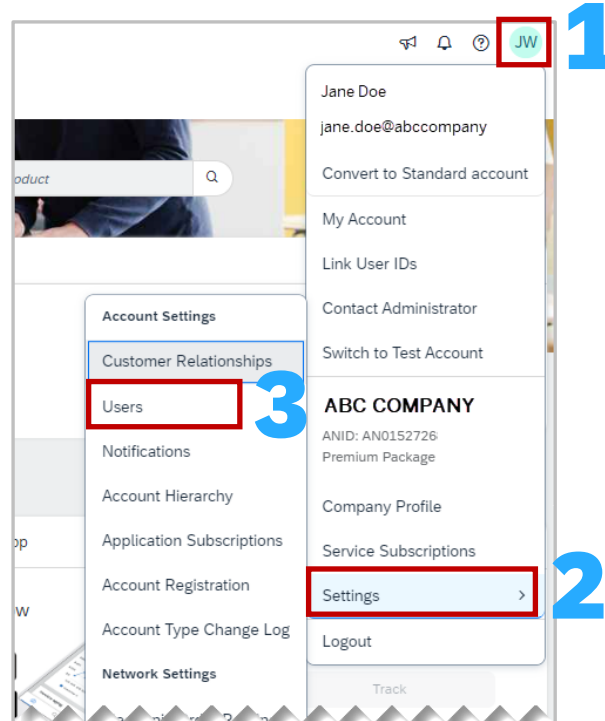 JW
1
Jane Doe
jane.doe@abccompany
Convert to Standard account
My Account
Link User IDs
Contact Administrator
Switch to Test Account
ABC COMPANY
ANID: AN0152726
Premium Package
Company Profile
Service Subscriptions
Settings >
2
Logout
Account Settings
Customer Relationships
Users
3
Notifications
Account Hierarchy
Application Subscriptions
Account Registration
Account Type Change Log
Network Settings
oduct
pp
w
Track